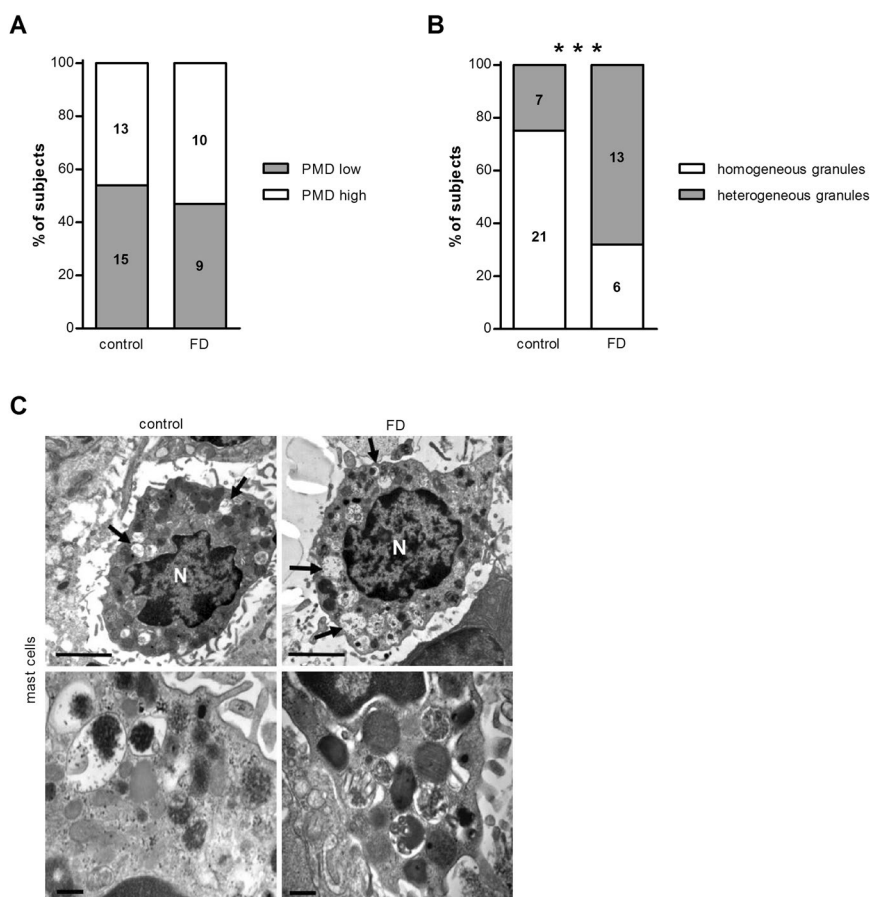 A
100
80
60
40
20
0
% of subjects
13
15
10
9
control
FD
PMD low
PMD high
B
* * *
100
80
60
40
20
0
% of subjects
7
21
13
6
control
FD
homogeneous granules
heterogeneous granules
C
control
FD
mast cells
N
N